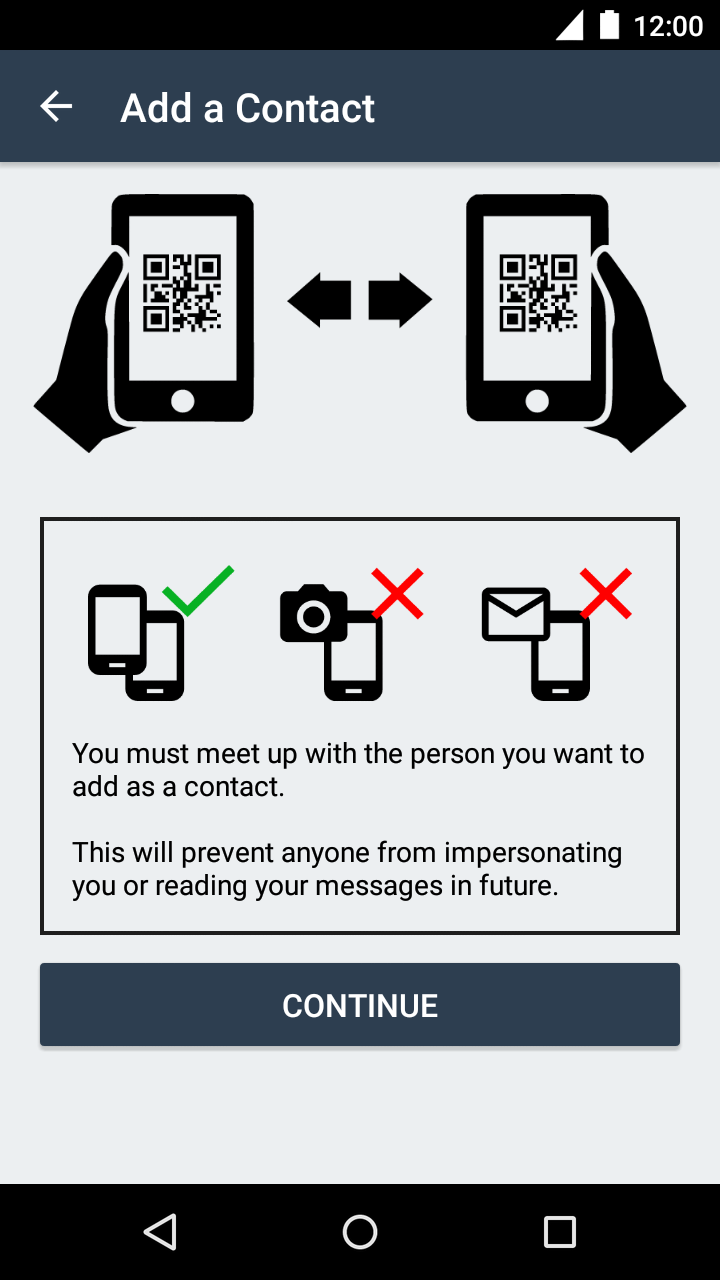 12:00
Add a Contact
You must meet up with the person you want to
add as a contact.
This will prevent anyone from impersonating
you or reading your messages in future.
CONTINUE